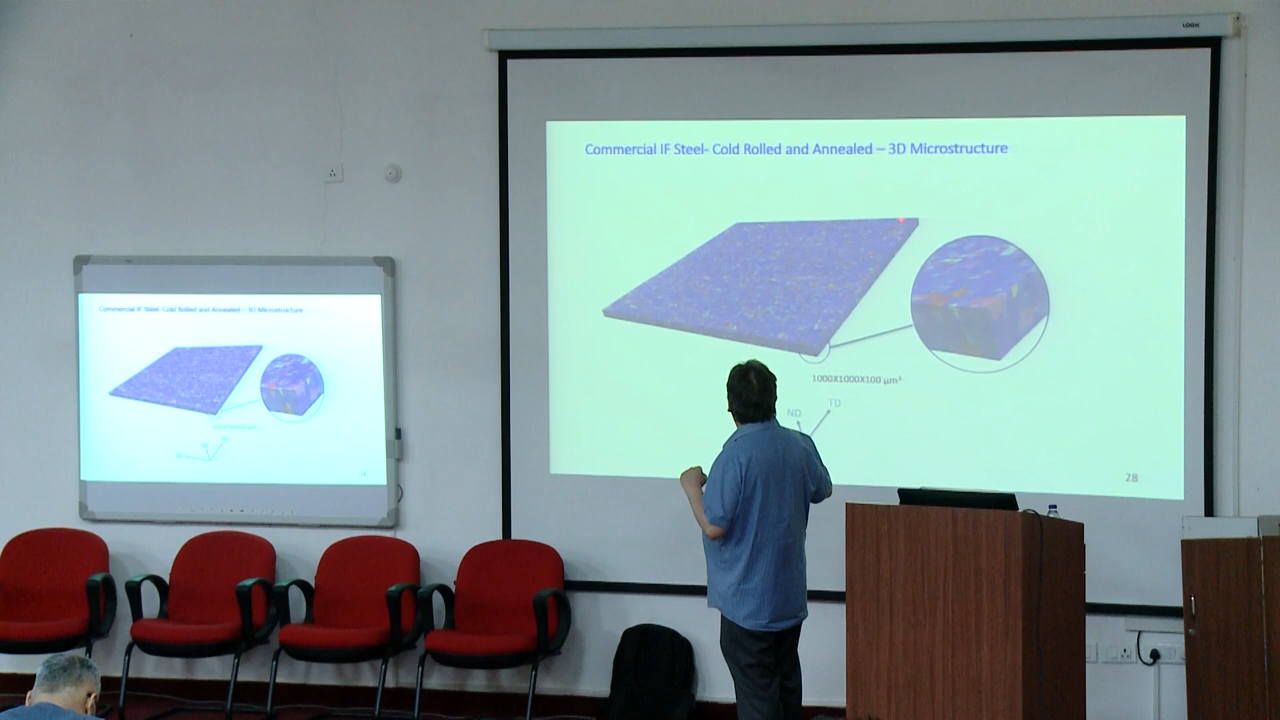 LOGIK
Commercial IF Steel- Cold Rolled and Annealed – 3D Microstructure
1000X1000X100 µm³
ND
TD
28
Commercial IF Steel- Cold Rolled and Annealed – 3D Microstructure